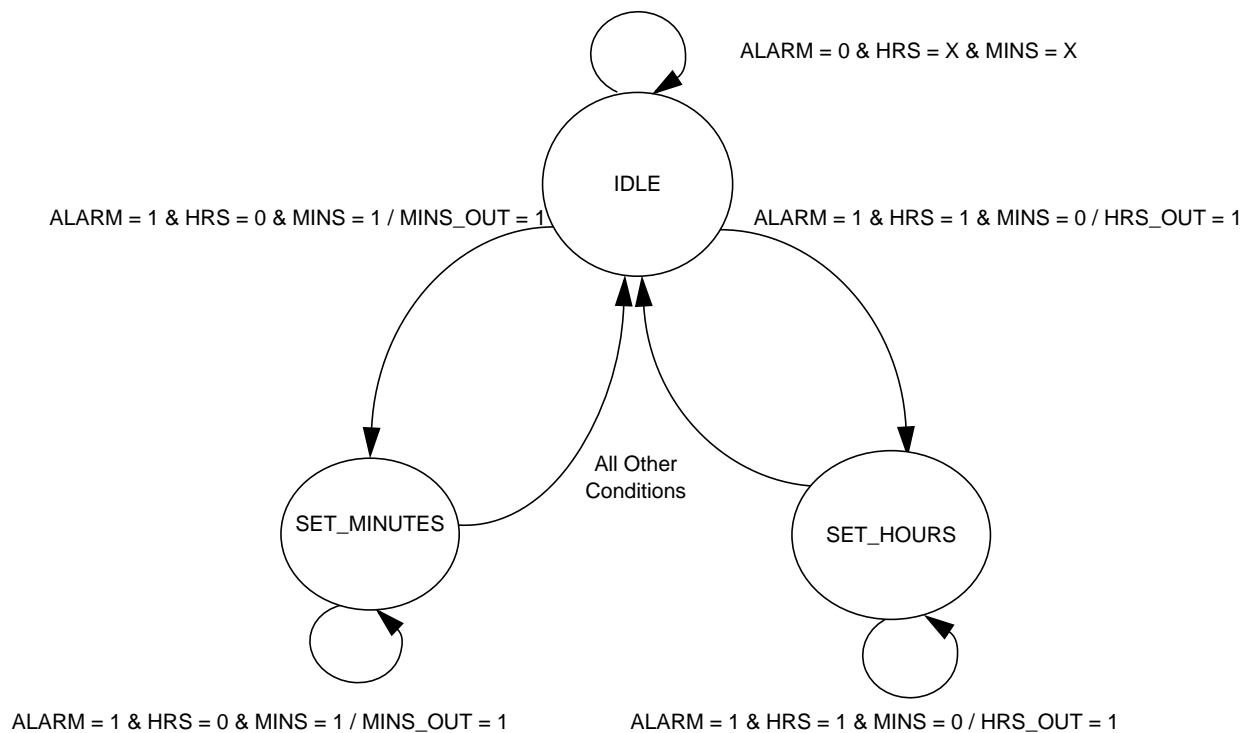 ALARM = 0 & HRS = X & MINS = X
IDLE
ALARM = 1 & HRS = 0 & MINS = 1 / MINS_OUT = 1
ALARM = 1 & HRS = 1 & MINS = 0 / HRS_OUT = 1
All Other
Conditions
SET_MINUTES
SET_HOURS
ALARM = 1 & HRS = 0 & MINS = 1 / MINS_OUT = 1
ALARM = 1 & HRS = 1 & MINS = 0 / HRS_OUT = 1